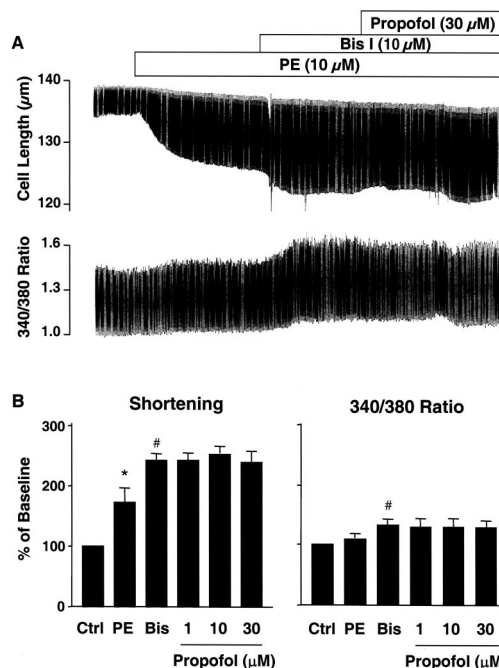 Propofol (30 μM)
A
Bis I (10 μM)
PE (10 μM)
Cell Length (μm)
140
130
120
340/380 Ratio
1.6
1.3
1.0
B
Shortening
340/380 Ratio
% of Baseline
300
200
100
0
*
#
#
Ctrl PE Bis 1 10 30
Propofol (μM)
Ctrl PE Bis 1 10 30
Propofol (μM)